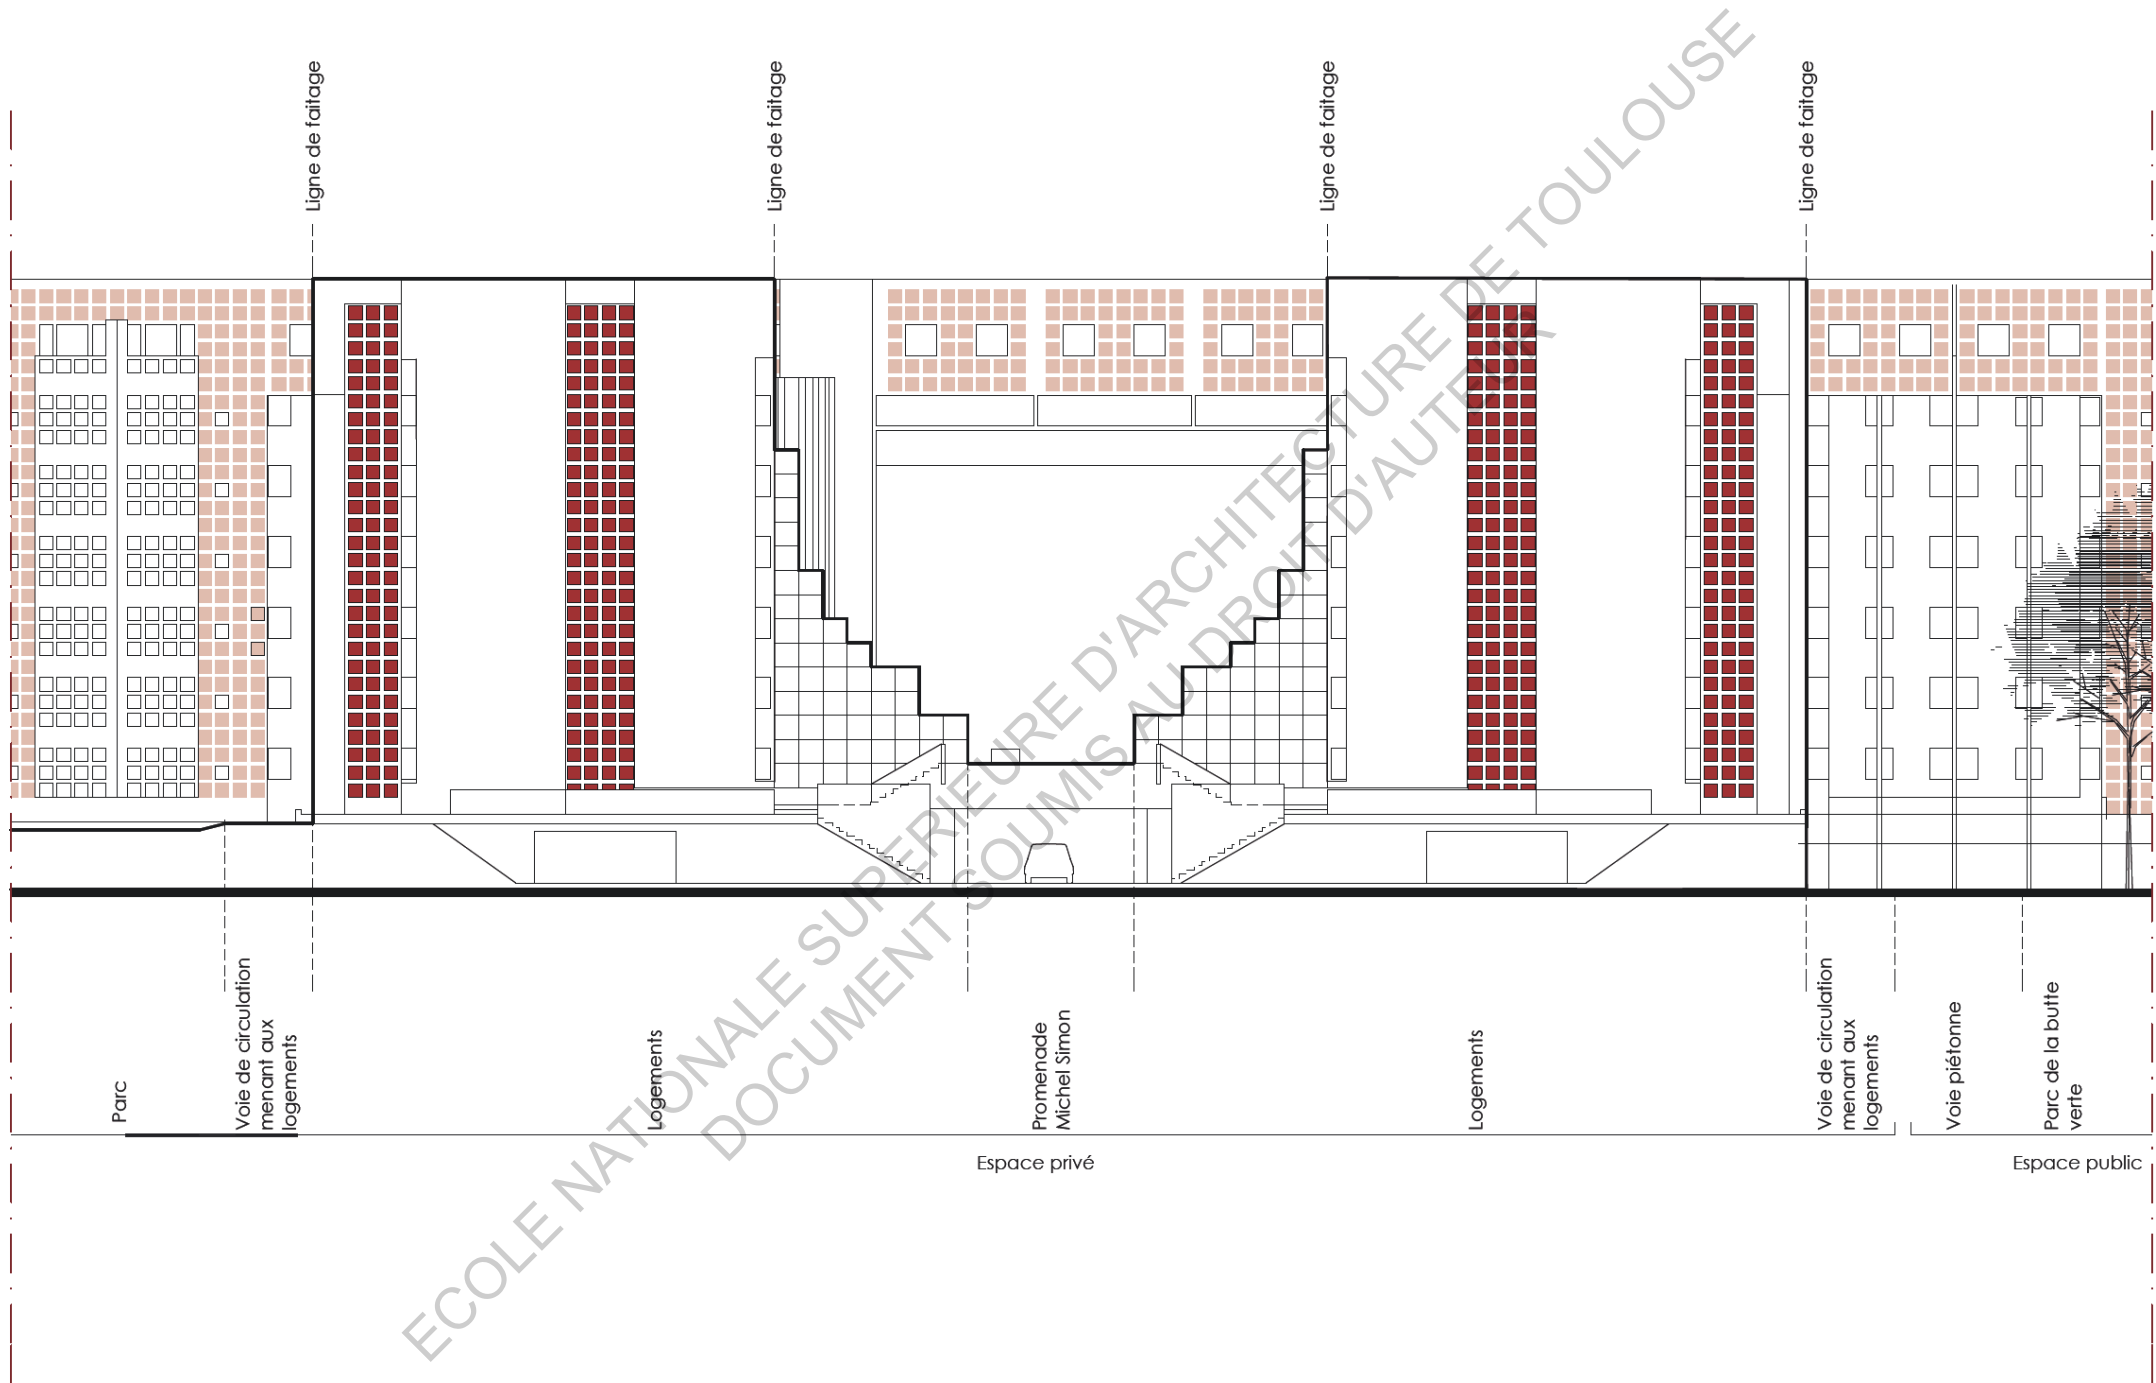 Ligne de faitage
Ligne de faitage
Ligne de faitage
Ligne de faitage
ECOLE NATIONALE SUPERIEURE D'ARCHITECTURE DE TOULOUSE
DOCUMENT SOUMIS AU DROIT D'AUTEUR
Parc
Voie de circulation
menant aux
logements
Logements
Promenade
Michel Simon
Logements
Voie de circulation
menant aux
logements
Voie piétonne
Parc de la butte
verte
Espace privé
Espace public